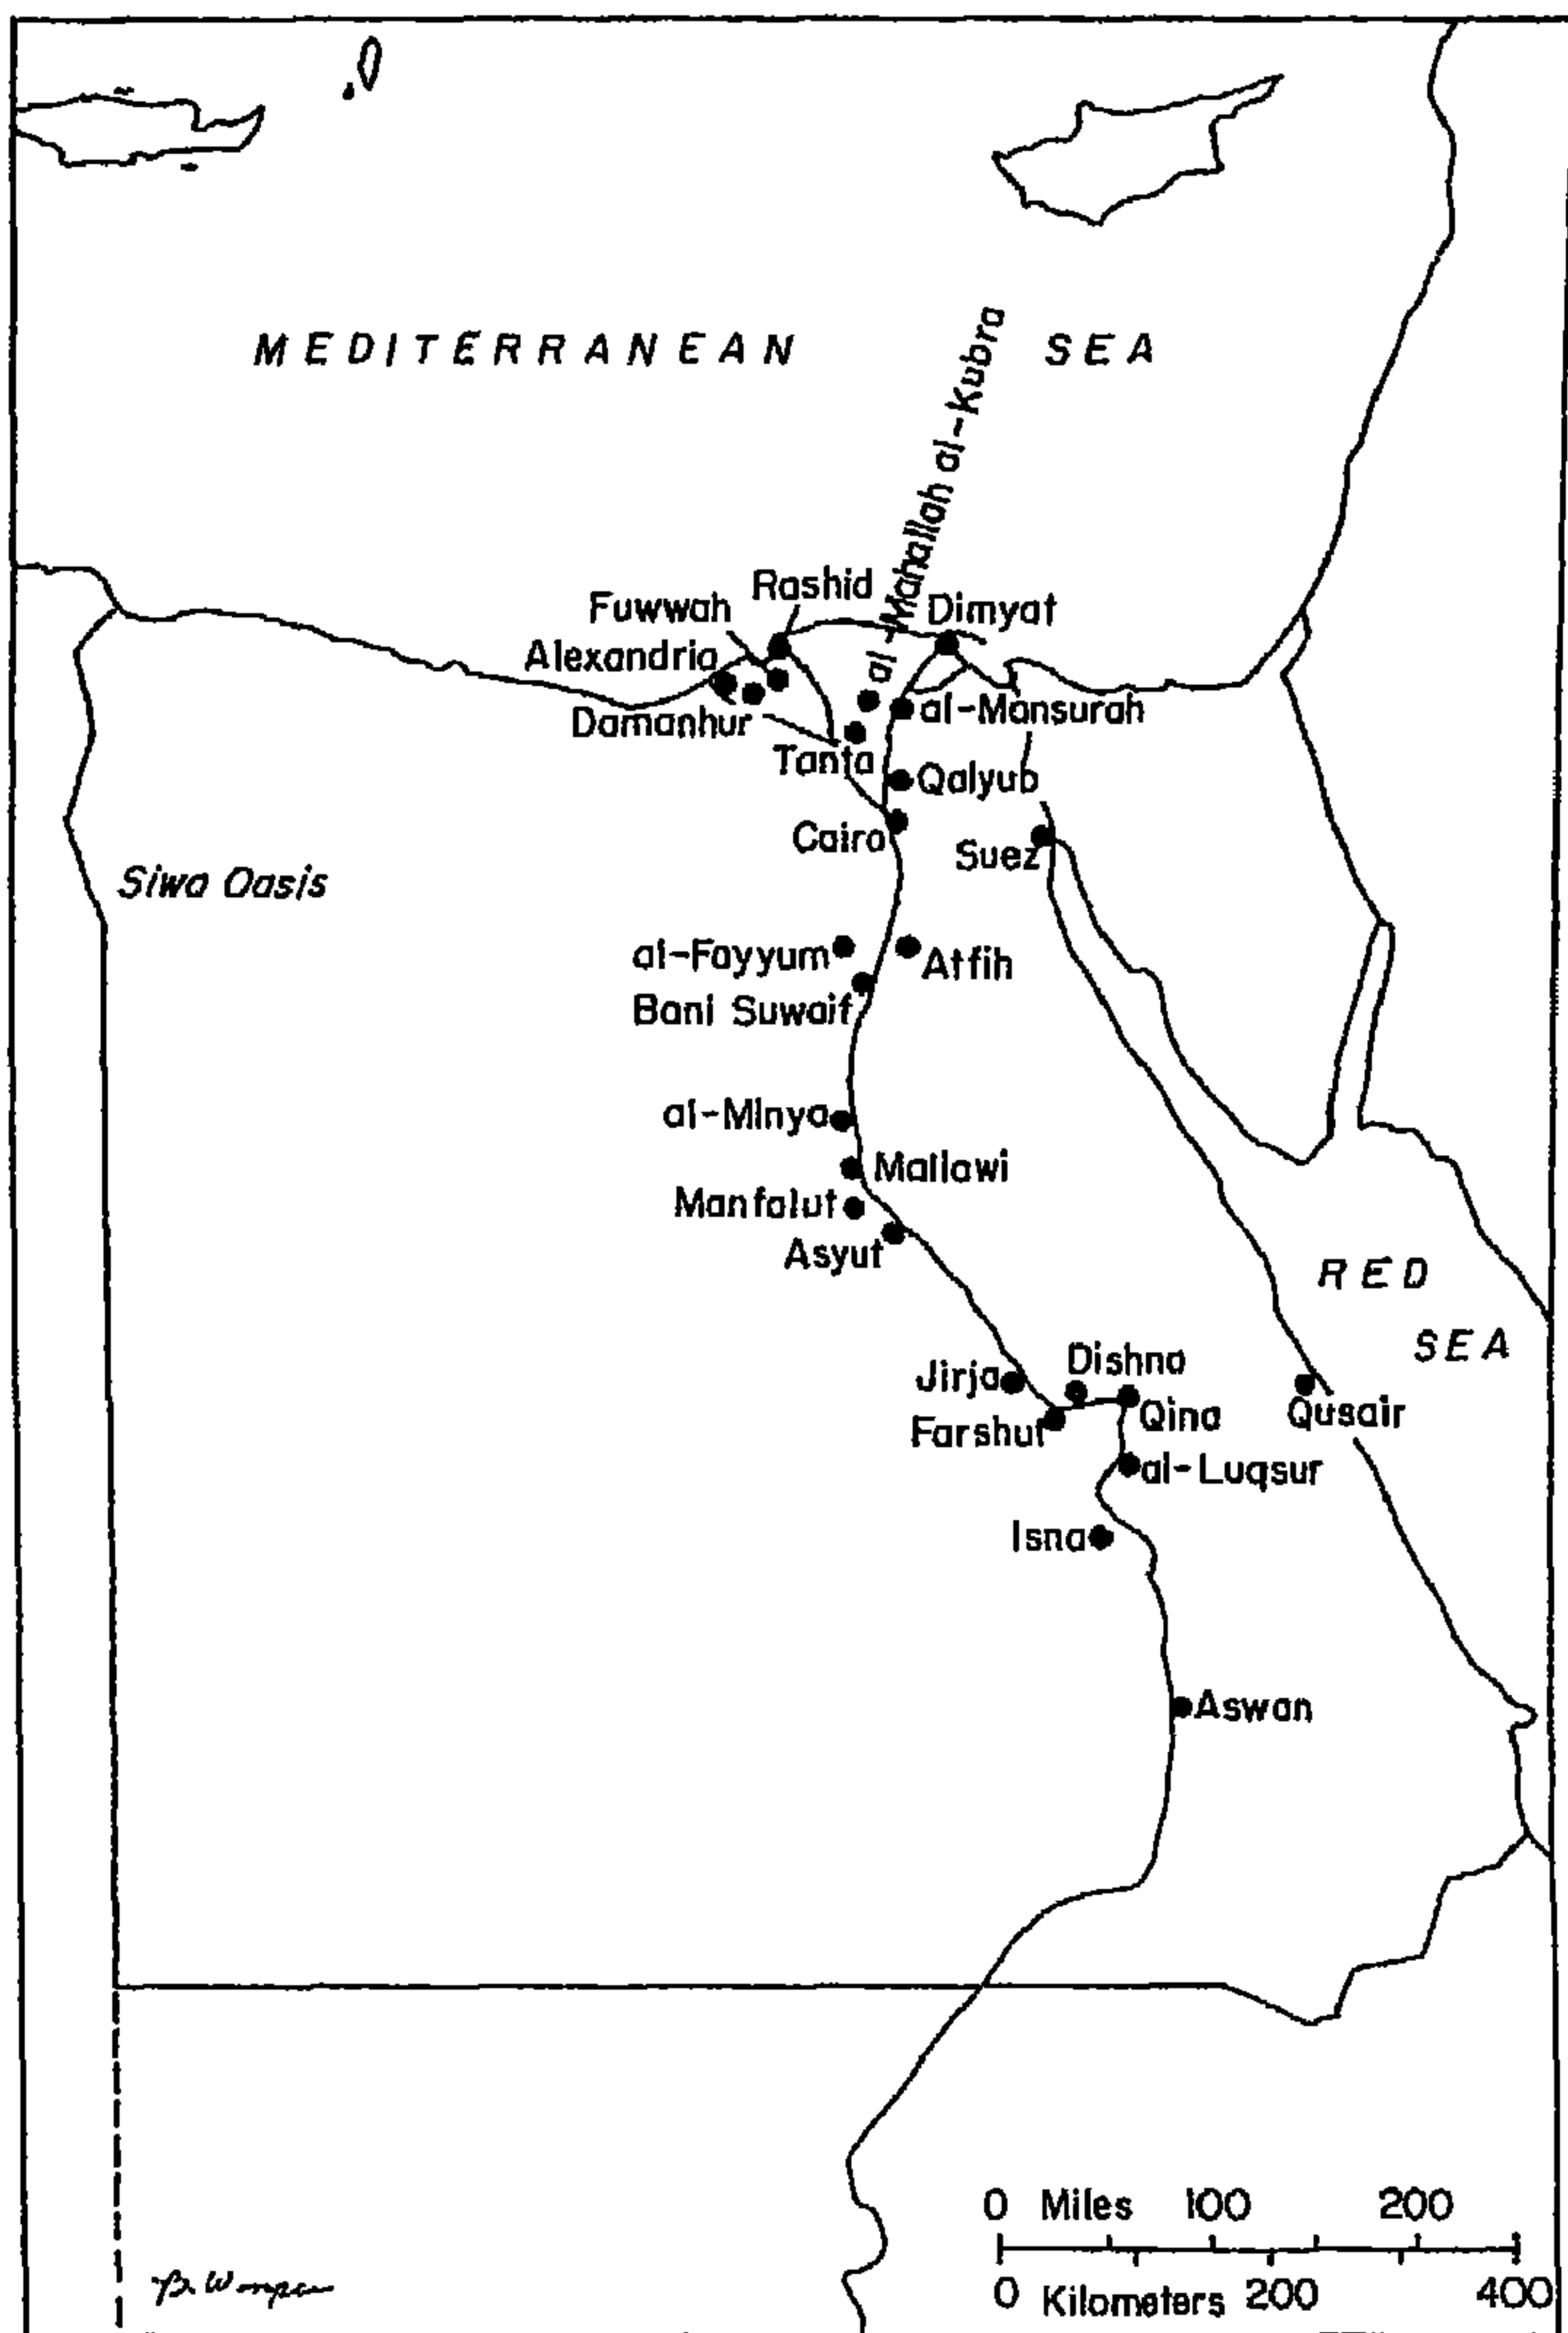 MEDITERRANEAN SEA
al-Mahallah al-Kubra
Rashid
Fuwwah
Dimyat
Alexandria
al-Mansurah
Damanhur
Tanta
Qalyub
Cairo
Suez
Siwa Oasis
al-Fayyum
Atfih
Bani Suwaif
al-Minya
Mallawi
Manfalut
Asyut
RED
SEA
Dishna
Jirja
Qina
Qusair
Farshut
al-Luqsur
Isna
Aswan
0 Miles 100 200
0 Kilometers 200 400